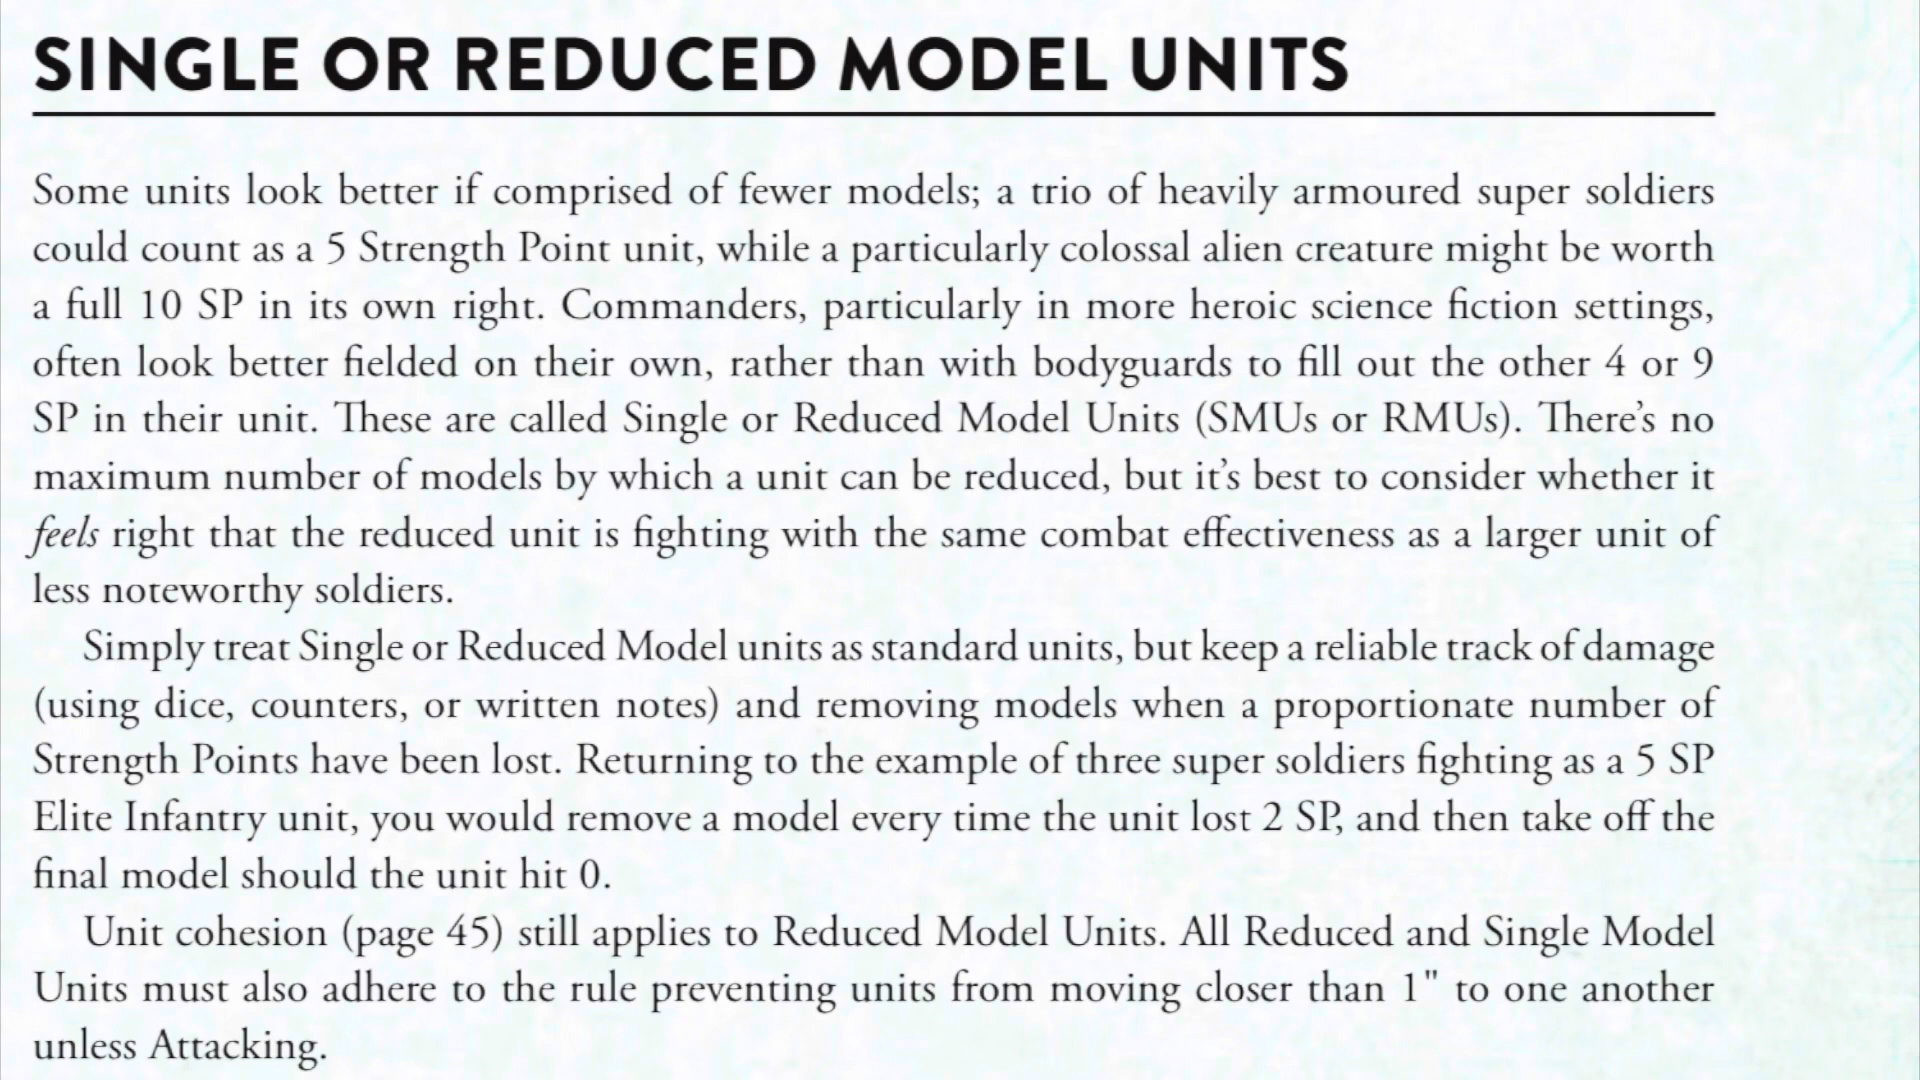 SINGLE OR REDUCED MODEL UNITS
Some units look better if comprised of fewer models; a trio of heavily armoured super soldiers
could count as a 5 Strength Point unit, while a particularly colossal alien creature might be worth
a full 10 SP in its own right. Commanders, particularly in more heroic science fiction settings,
often look better fielded on their own, rather than with bodyguards to fill out the other 4 or 9
SP in their unit. These are called Single or Reduced Model Units (SMUs or RMUs). There's no
maximum number of models by which a unit can be reduced, but it's best to consider whether it
feels right that the reduced unit is fighting with the same combat effectiveness as a larger unit of
less noteworthy soldiers.
Simply treat Single or Reduced Model units as standard units, but keep a reliable track of damage
(using dice, counters, or written notes) and removing models when a proportionate number of
Strength Points have been lost. Returning to the example of three super soldiers fighting as a 5 SP
Elite Infantry unit, you would remove a model every time the unit lost 2 SP, and then take off the
final model should the unit hit 0.
Unit cohesion (page 45) still applies to Reduced Model Units. All Reduced and Single Model
Units must also adhere to the rule preventing units from moving closer than 1" to one another
unless Attacking.